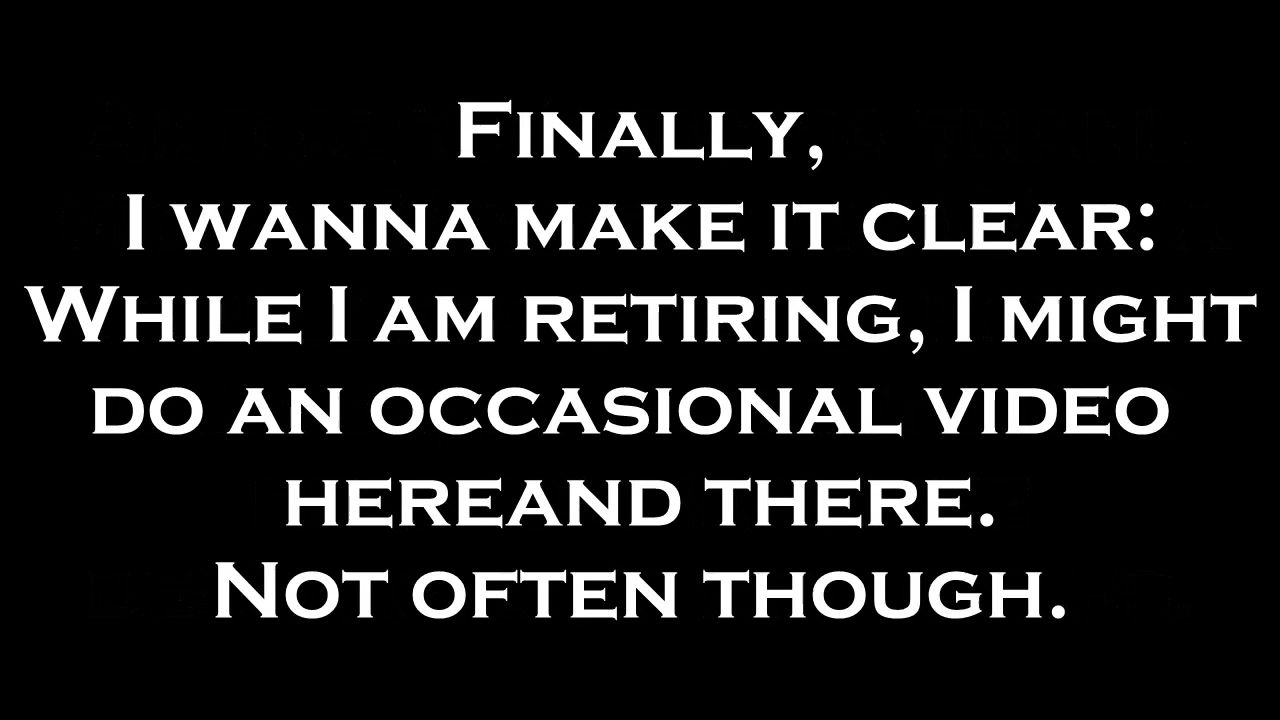 Finally,
I wanna make it clear:
While I am retiring, I might
do an occasional video
hereand there.
Not often though.